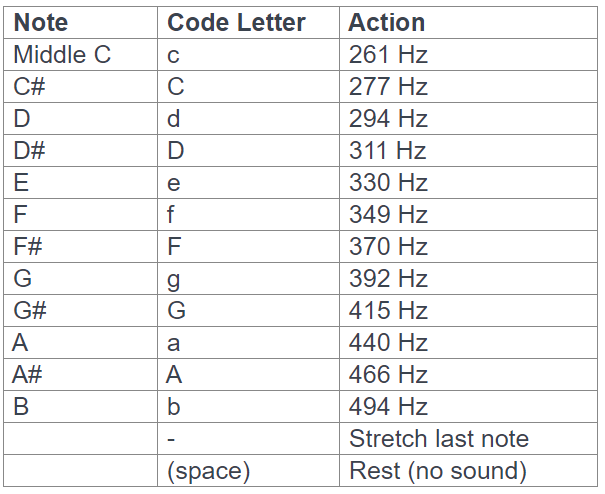 Note Code Letter Action
Middle C c 261 Hz
C# C 277 Hz
D d 294 Hz
D# D 311 Hz
E e 330 Hz
F f 349 Hz
F# F 370 Hz
G g 392 Hz
G# G 415 Hz
A a 440 Hz
A# A 466 Hz
B b 494 Hz
- Stretch last note
(space) Rest (no sound)